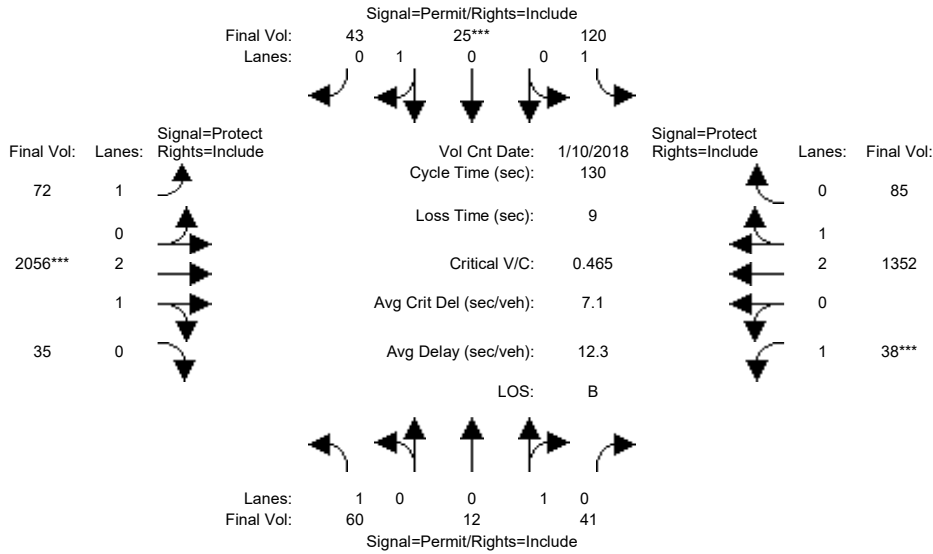 Signal=Permit/Rights=Include
Final Vol: 43 25*** 120
Lanes: 0 1 0 0 1
Signal=Protect
Final Vol: Lanes: Rights=Include
Vol Cnt Date: 1/10/2018
Signal=Protect
Rights=Include Lanes: Final Vol:
Cycle Time (sec): 130
72 1
0 85
Loss Time (sec): 9
0
1
2056*** 2
Critical V/C: 0.465
2 1352
1
Avg Crit Del (sec/veh): 7.1
0
35 0
Avg Delay (sec/veh): 12.3
1 38***
LOS: B
Lanes: 1 0 0 1 0
Final Vol: 60 12 41
Signal=Permit/Rights=Include